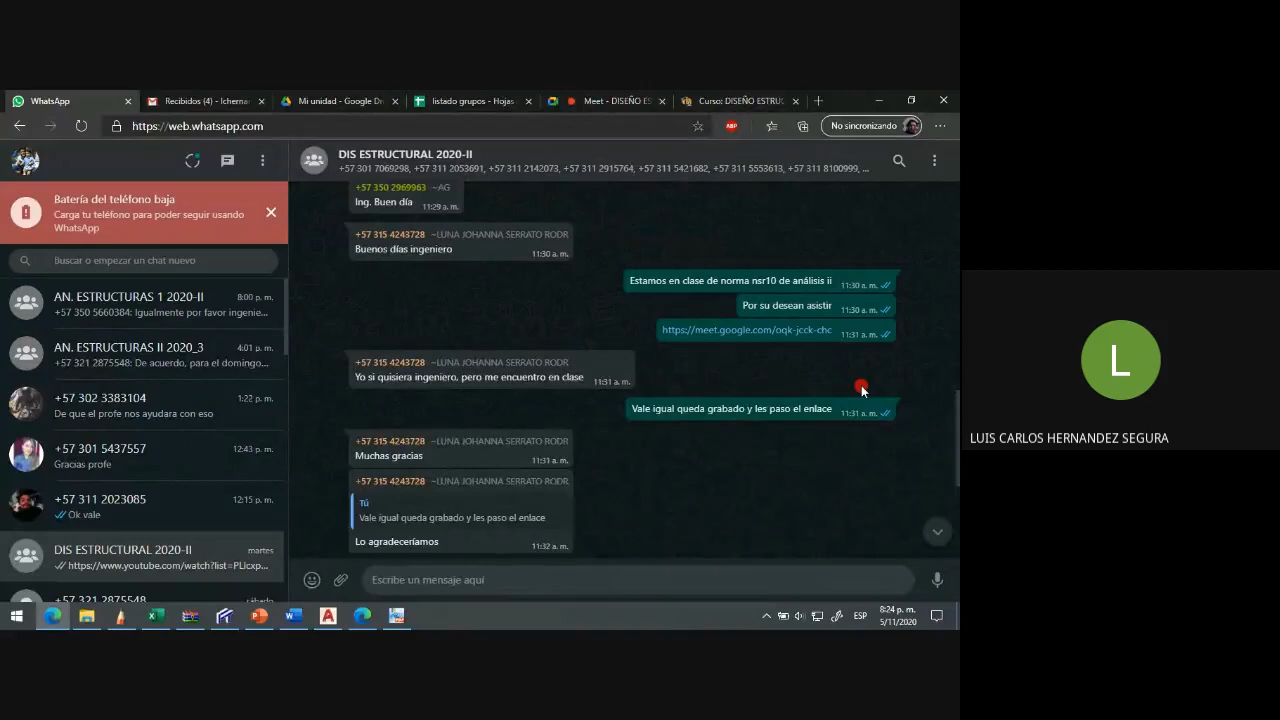 WhatsApp
Recibidos (4) - lchernar
Mi unidad - Google Dr
listado grupos - Hojas
Meet - DISEÑO ES
Curso: DISEÑO ESTRUC
https://web.whatsapp.com
ABP
No sincronizando
DIS ESTRUCTURAL 2020-II
+57 301 7069298, +57 311 2053691, +57 311 2142073, +57 311 2915764, +57 311 5421682, +57 311 5553613, +57 311 8100999, ...
Batería del teléfono baja
Carga tu teléfono para poder seguir usando
WhatsApp
Buscar o empezar un chat nuevo
AN. ESTRUCTURAS 1 2020-II 8:00 p. m.
+57 350 5660384: Igualmente por favor ingenie...
AN. ESTRUCTURAS II 2020_3 4:01 p. m.
+57 321 2875548: De acuerdo, para el domingo...
+57 302 3383104 1:22 p. m.
De que el profe nos ayudara con eso
+57 301 5437557 12:43 p. m.
Gracias profe
+57 311 2023085 12:15 p. m.
Ok vale
DIS ESTRUCTURAL 2020-II martes
https://www.youtube.com/watch?list=PLlcxp...
+57 321 2875548 sábado
+57 350 2969963 ~AG
Ing. Buen día 11:29 a. m.
+57 315 4243728 ~LUNA JOHANNA SERRATO RODR
Buenos días ingeniero 11:30 a. m.
Estamos en clase de norma nsr10 de análisis ii 11:30 a. m.
Por su desean asistir 11:30 a. m.
https://meet.google.com/oqk-jcck-chc 11:31 a. m.
+57 315 4243728 ~LUNA JOHANNA SERRATO RODR
Yo si quisiera ingeniero, pero me encuentro en clase 11:31 a. m.
Vale igual queda grabado y les paso el enlace 11:31 a. m.
+57 315 4243728 ~LUNA JOHANNA SERRATO RODR
Muchas gracias 11:31 a. m.
+57 315 4243728 ~LUNA JOHANNA SERRATO RODR
Tú
Vale igual queda grabado y les paso el enlace
Lo agradeceríamos 11:32 a. m.
Escribe un mensaje aquí
ESP
8:24 p. m.
5/11/2020
L
LUIS CARLOS HERNANDEZ SEGURA